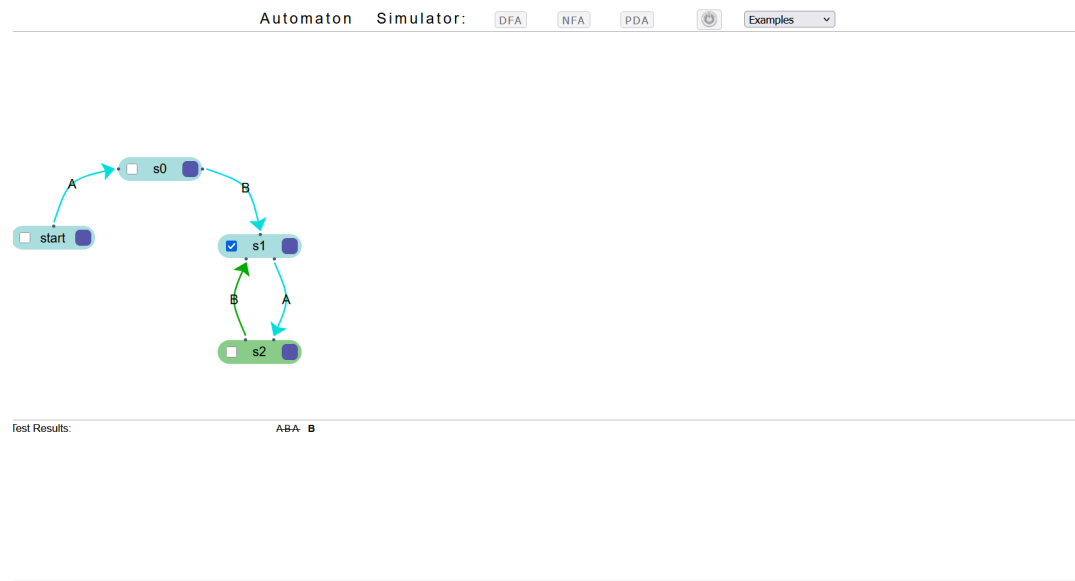 Automaton Simulator: DFA NFA PDA Examples
s0
A
B
start
s1
B A
s2
Test Results: ABA B